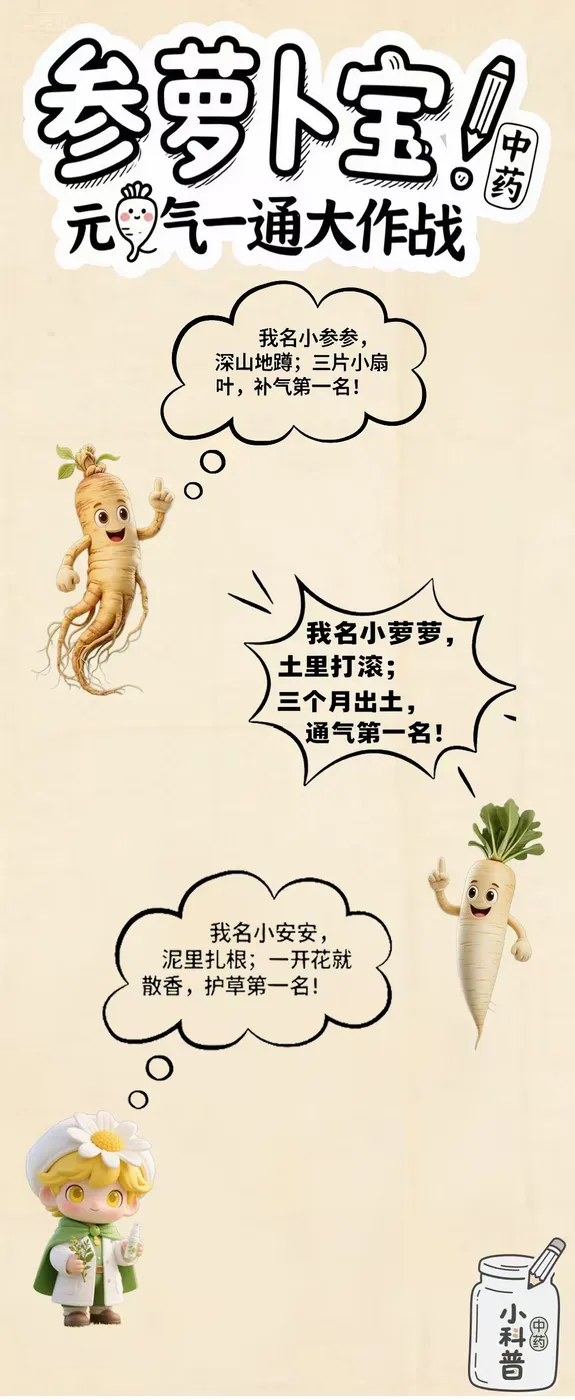 参萝卜宝!
中药
元气一通大作战
我名小参参,
深山地蹲;三片小扇
叶,补气第一名!
我名小萝萝,
土里打滚;
三个月出土,
通气第一名!
我名小安安,
泥里扎根;一开花就
散香,护草第一名!
小科普
中药